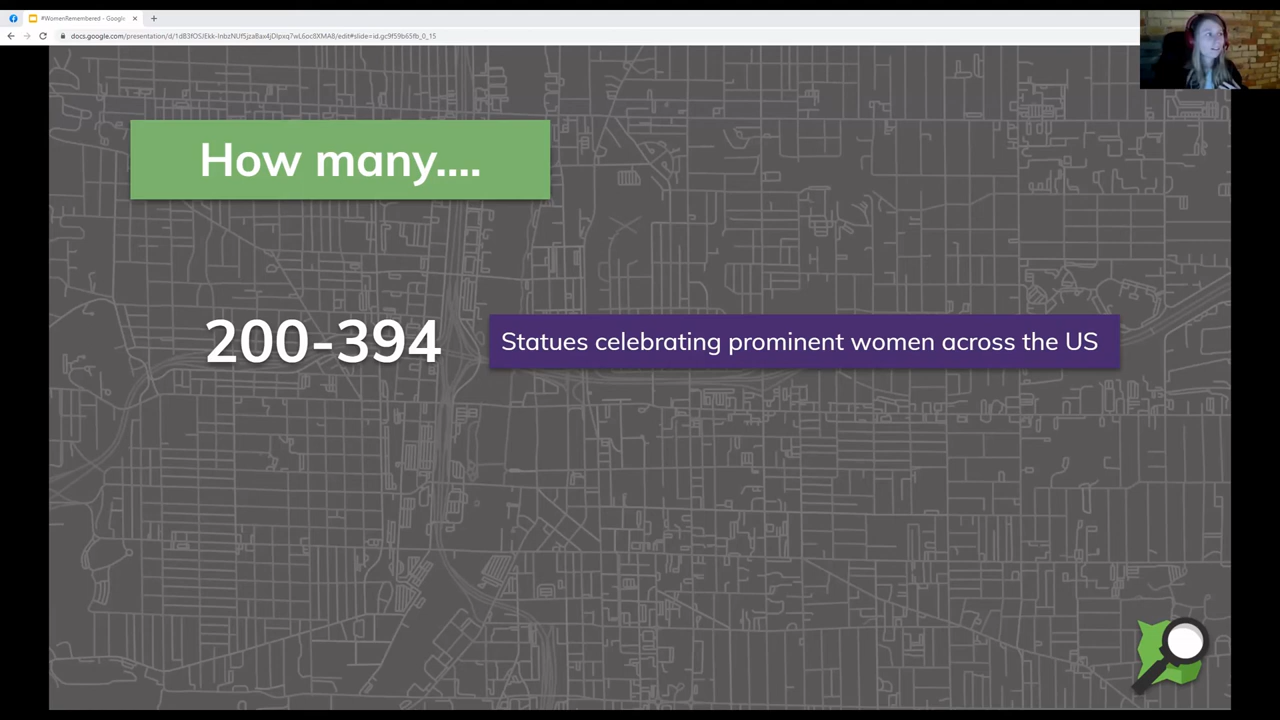 #WomenRemembered - Google
docs.google.com/presentation/d/1d83fOSJEkk-InbzNUf5jzaBax4jDlpxq7wL6oc8XMA8/edit#slide=id.gc9f59b65fb_0_15
How many....
200-394
Statues celebrating prominent women across the US